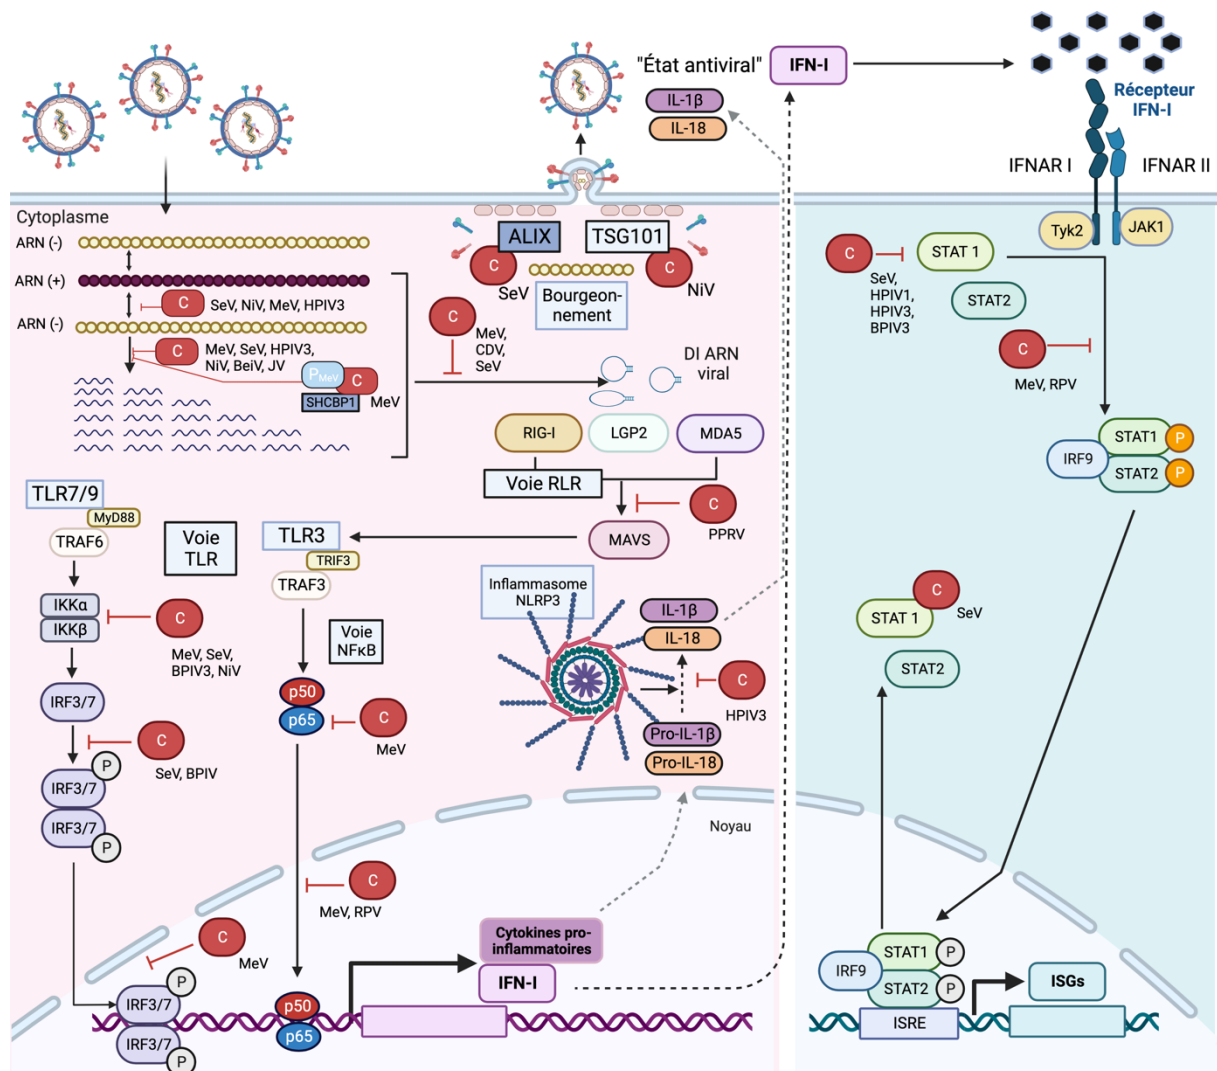 "État antiviral"
IFN-I
IL-1β
IL-18
Récepteur
IFN-I
IFNAR I
IFNAR II
Tyk2
JAK1
Cytoplasme
ARN (-)
ARN (+)
C
SeV, NiV, MeV, HPIV3
ARN (-)
C
MeV, SeV, HPIV3,
NiV, BeiV, JV
PMeV
C
SHCBP1
MeV
ALIX
TSG101
C
SeV
C
NiV
Bourgeon-
nement
C
MeV,
CDV,
SeV
DI ARN
viral
RIG-I
LGP2
MDA5
Voie RLR
C
PPRV
MAVS
TLR7/9
MyD88
TRAF6
Voie
TLR
TLR3
TRIF3
TRAF3
IKKα
IKKβ
C
MeV, SeV,
BPIV3, NiV
Voie
NFκB
IRF3/7
C
SeV, BPIV
P
IRF3/7
IRF3/7
P
p50
p65
C
MeV
Inflammasome
NLRP3
IL-1β
IL-18
C
HPIV3
Pro-IL-1β
Pro-IL-18
Noyau
C
MeV, RPV
C
MeV
P
IRF3/7
IRF3/7
P
p50
p65
Cytokines pro-
inflammatoires
IFN-I
C
SeV,
HPIV1,
HPIV3,
BPIV3
STAT 1
STAT2
C
MeV, RPV
IRF9
STAT1
P
STAT2
P
C
STAT 1
SeV
STAT2
IRF9
STAT1
P
STAT2
P
ISRE
ISGs